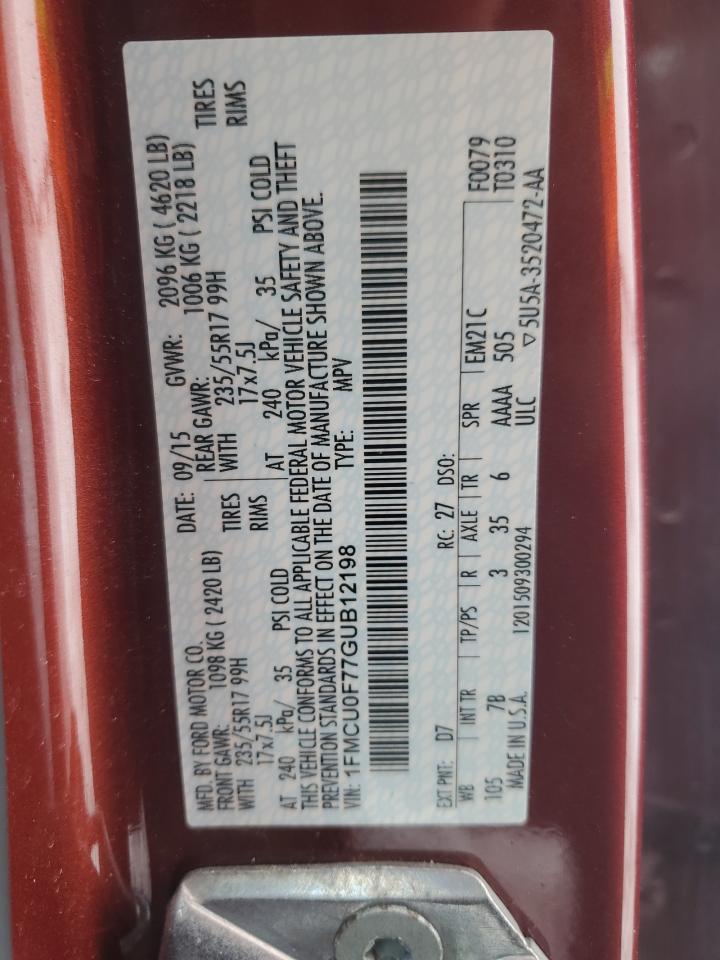 MFD. BY FORD MOTOR CO.
DATE: 09/15 GVWR: 2096 KG ( 4620 LB)
FRONT GAWR: 1098 KG ( 2420 LB) REAR GAWR: 1006 KG ( 2218 LB)
WITH 235/55R17 99H TIRES WITH 235/55R17 99H TIRES
17x7.5J RIMS 17x7.5J RIMS
AT 240 kPa/ 35 PSI COLD AT 240 kPa/ 35 PSI COLD
THIS VEHICLE CONFORMS TO ALL APPLICABLE FEDERAL MOTOR VEHICLE SAFETY AND THEFT
PREVENTION STANDARDS IN EFFECT ON THE DATE OF MANUFACTURE SHOWN ABOVE.
VIN: 1FMCU0F77GUB12198 TYPE: MPV
EXT PNT: D7 RC: 27 DSO: F0079
WB INT TR TP/PS R AXLE TR SPR EM21C T0310
105 7B 3 35 6 AAAA 505
MADE IN U.S.A. 1201509300294 ULC ▽5U5A-3520472-AA